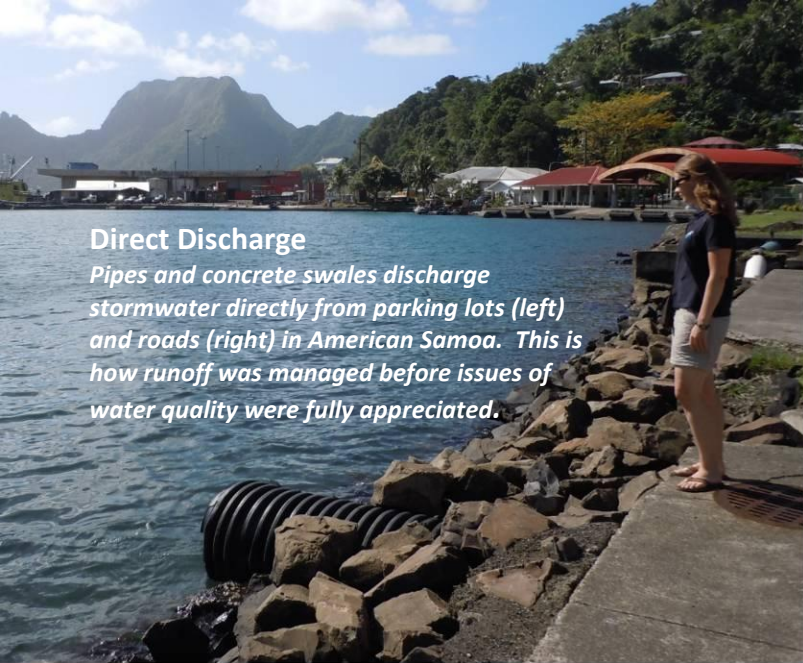 Direct Discharge
Pipes and concrete swales discharge
stormwater directly from parking lots (left)
and roads (right) in American Samoa.  This is
how runoff was managed before issues of
water quality were fully appreciated.